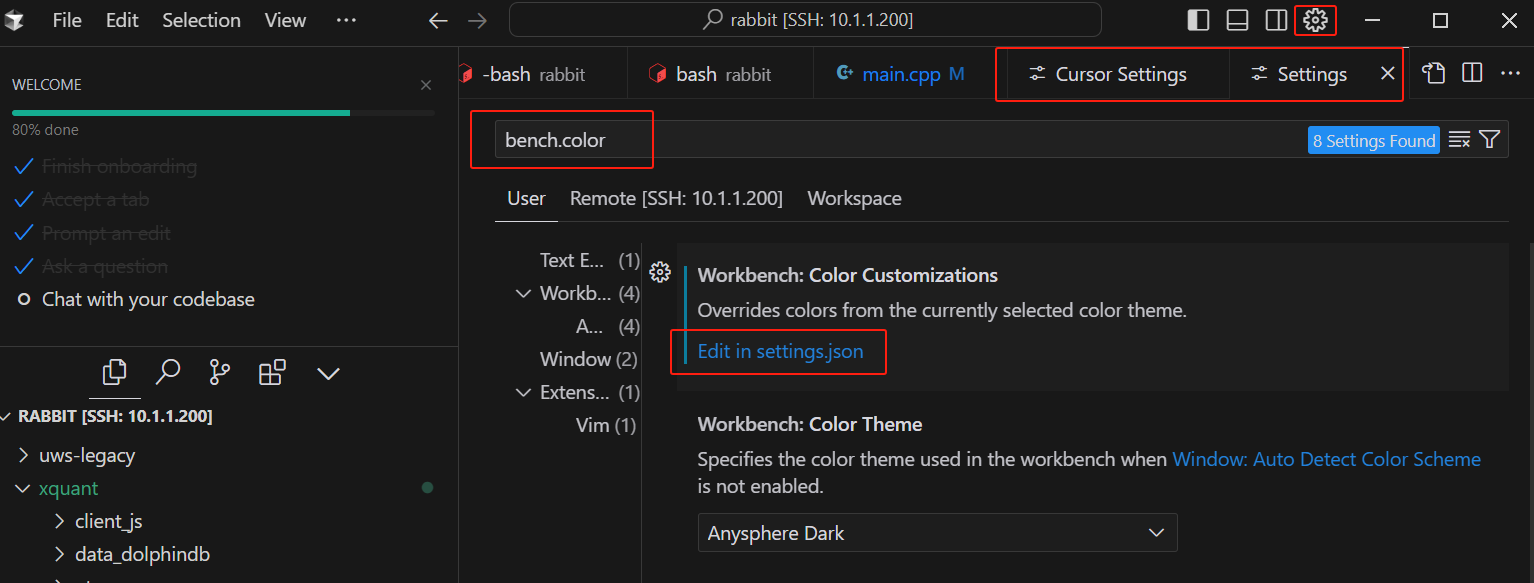 File Edit Selection View ··· rabbit [SSH: 10.1.1.200]
WELCOME
80% done
Finish onboarding
Accept a tab
Prompt an edit
Ask a question
Chat with your codebase
RABBIT [SSH: 10.1.1.200]
uws-legacy
xquant
client_js
data_dolphindb
-bash rabbit bash rabbit main.cpp M Cursor Settings Settings
bench.color 8 Settings Found
User Remote [SSH: 10.1.1.200] Workspace
Text E... (1)
Workb... (4)
A... (4)
Window (2)
Extens... (1)
Vim (1)
Workbench: Color Customizations
Overrides colors from the currently selected color theme.
Edit in settings.json
Workbench: Color Theme
Specifies the color theme used in the workbench when Window: Auto Detect Color Scheme
is not enabled.
Anysphere Dark